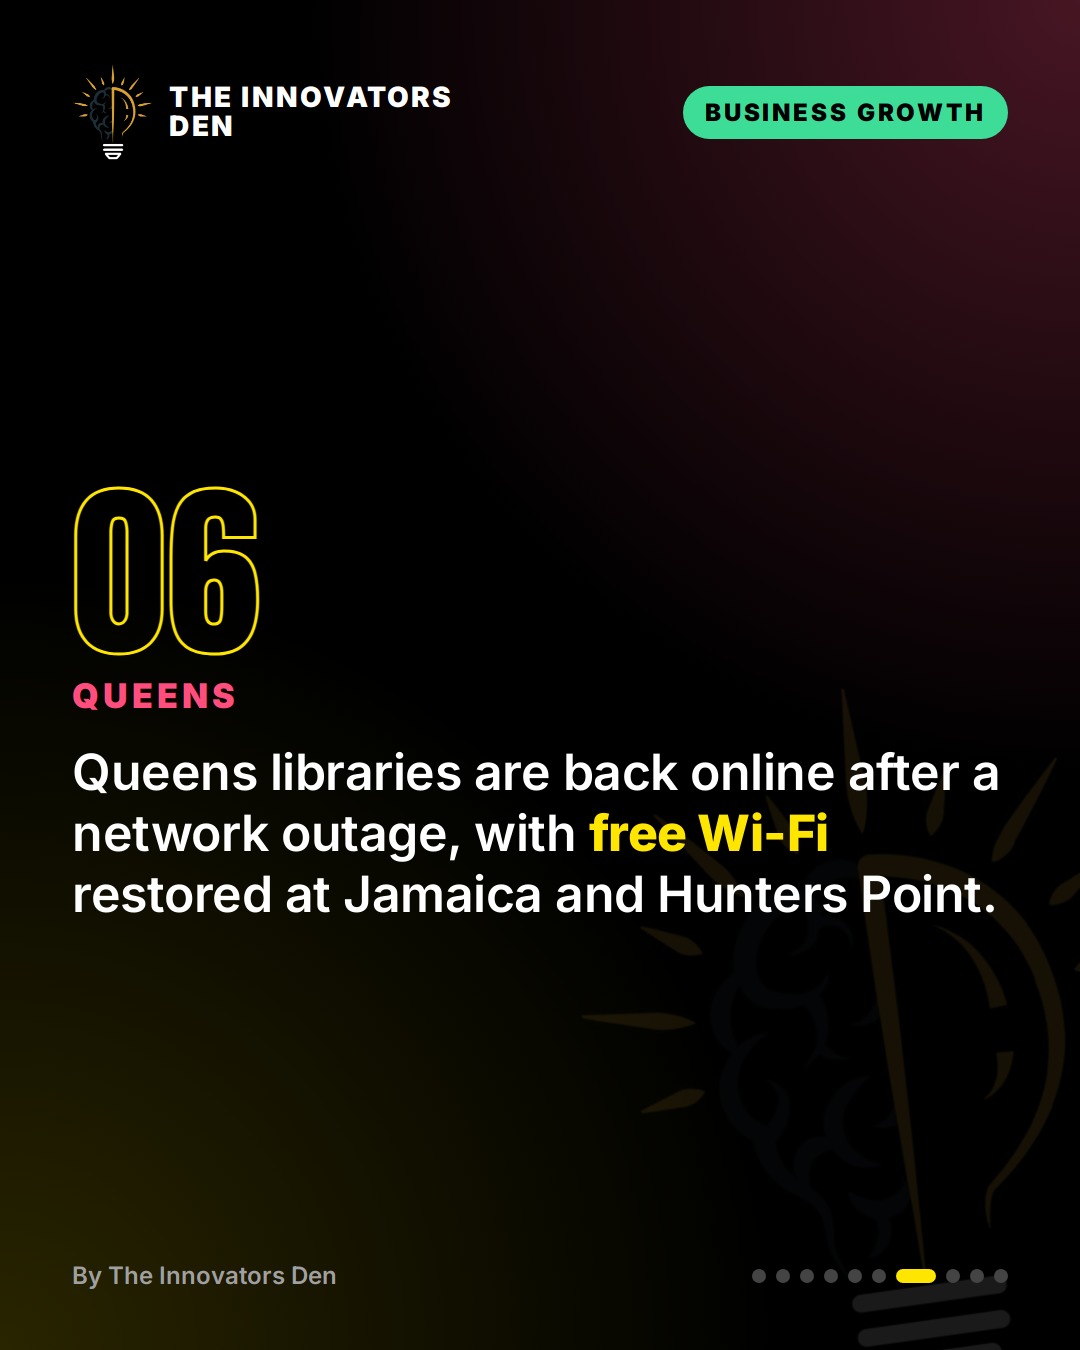 THE INNOVATORS
DEN
BUSINESS GROWTH
06
QUEENS
Queens libraries are back online after a
network outage, with free Wi-Fi
restored at Jamaica and Hunters Point.
By The Innovators Den